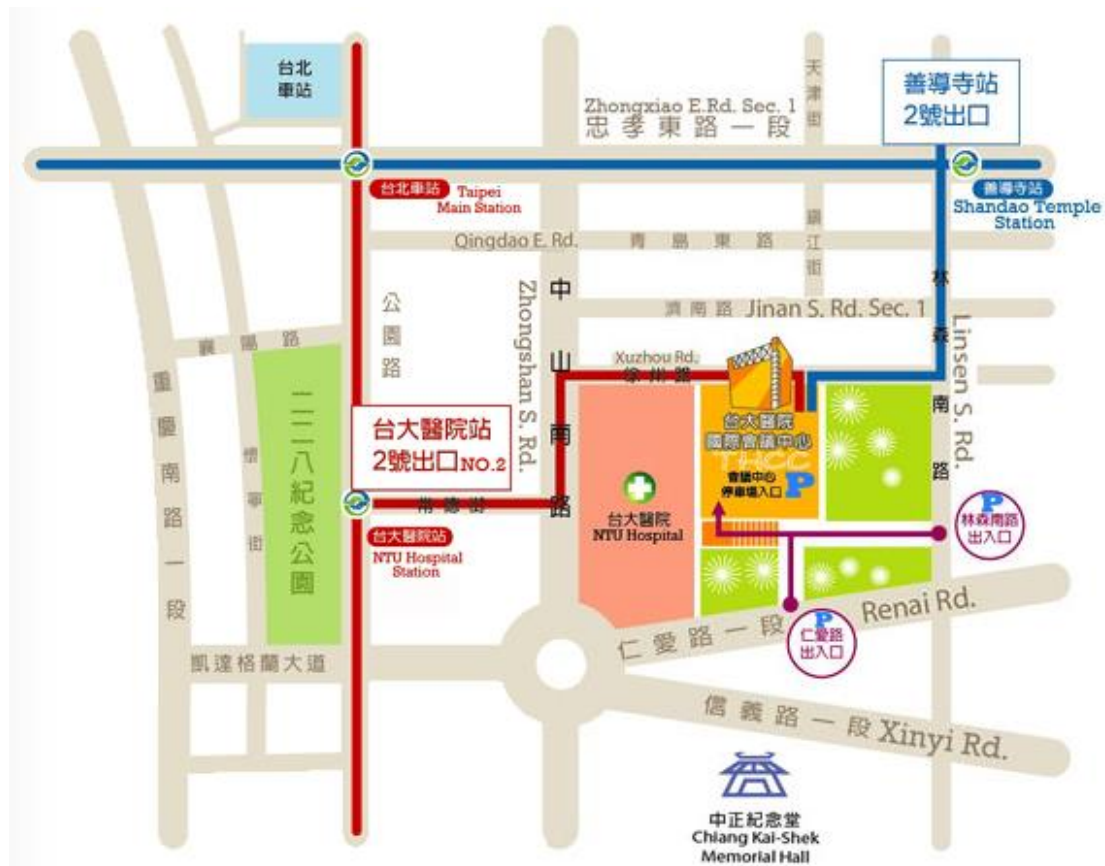 台北
車站
天津街
善導寺站
2號出口
Zhongxiao E.Rd. Sec. 1
忠孝東路一段
台北車站 Taipei
Main Station
善導寺站
Shandao Temple
Station
Qingdao E. Rd.
青島東路
鎮江街
公園路
Zhongshan S. Rd.
中山南路
濟南路 Jinan S. Rd. Sec. 1
林森南路
Linsen S. Rd.
襄陽路
Xuzhou Rd.
徐州路
重慶南路一段
二二八紀念公園
懷寧街
台大醫院站
2號出口NO.2
台大醫院
國際會議中心
THCC
會議中心
停車場入口 P
常德街
台大醫院
NTU Hospital
P
林森南路
出入口
台大醫院站
NTU Hospital
Station
仁愛路一段 Renai Rd.
P
仁愛路
出入口
凱達格蘭大道
信義路一段 Xinyi Rd.
中正紀念堂
Chiang Kai-Shek
Memorial Hall